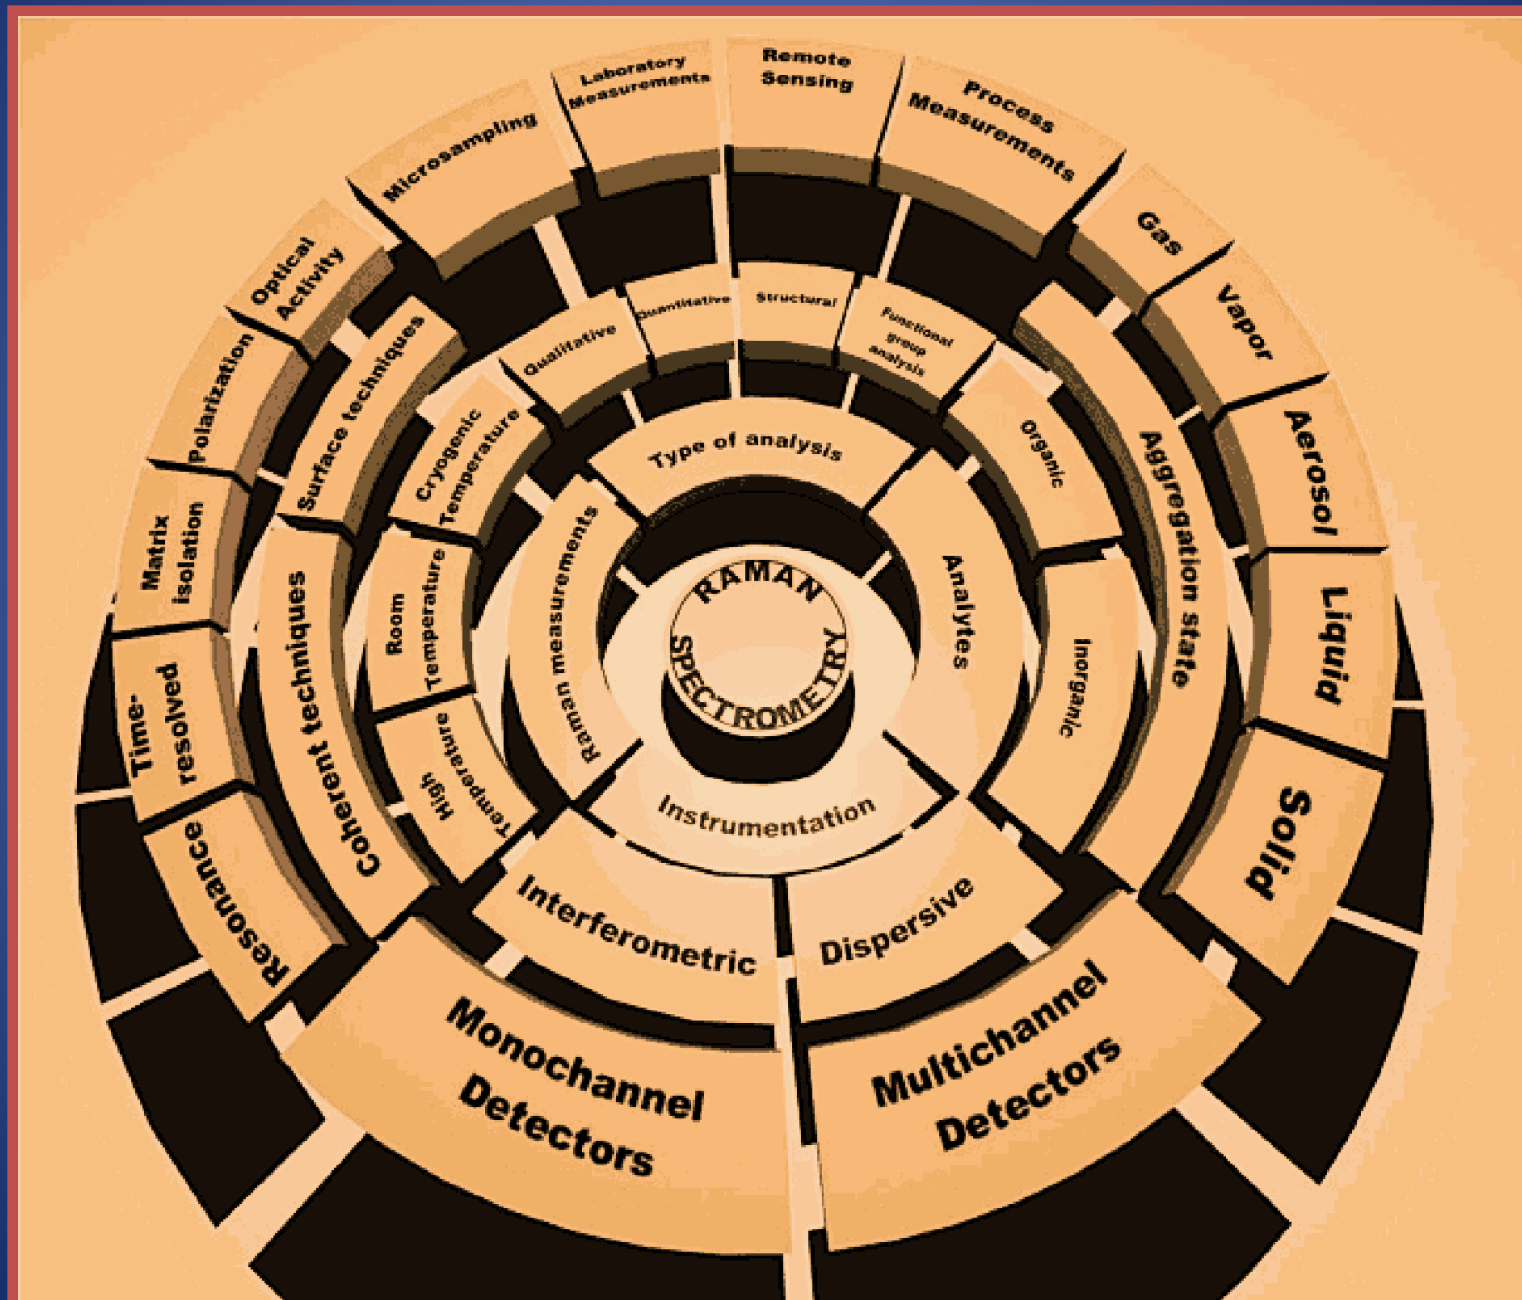 Laboratory
Measurements
Remote
Sensing
Process
Measurements
Microsampling
Gas
Optical
Activity
Vapor
Polarization
Surface techniques
Qualitative
Quantitative
Structural
Functional
group
analysis
Aerosol
Cryogenic
Temperature
Type of analysis
Organic
Aggregation state
Matrix
isolation
Coherent techniques
Room
Temperature
Raman measurements
RAMAN
SPECTROMETRY
Analytes
Inorganic
Liquid
Time-
resolved
High
Temperature
Instrumentation
Solid
Resonance
Interferometric
Dispersive
Monochannel
Detectors
Multichannel
Detectors